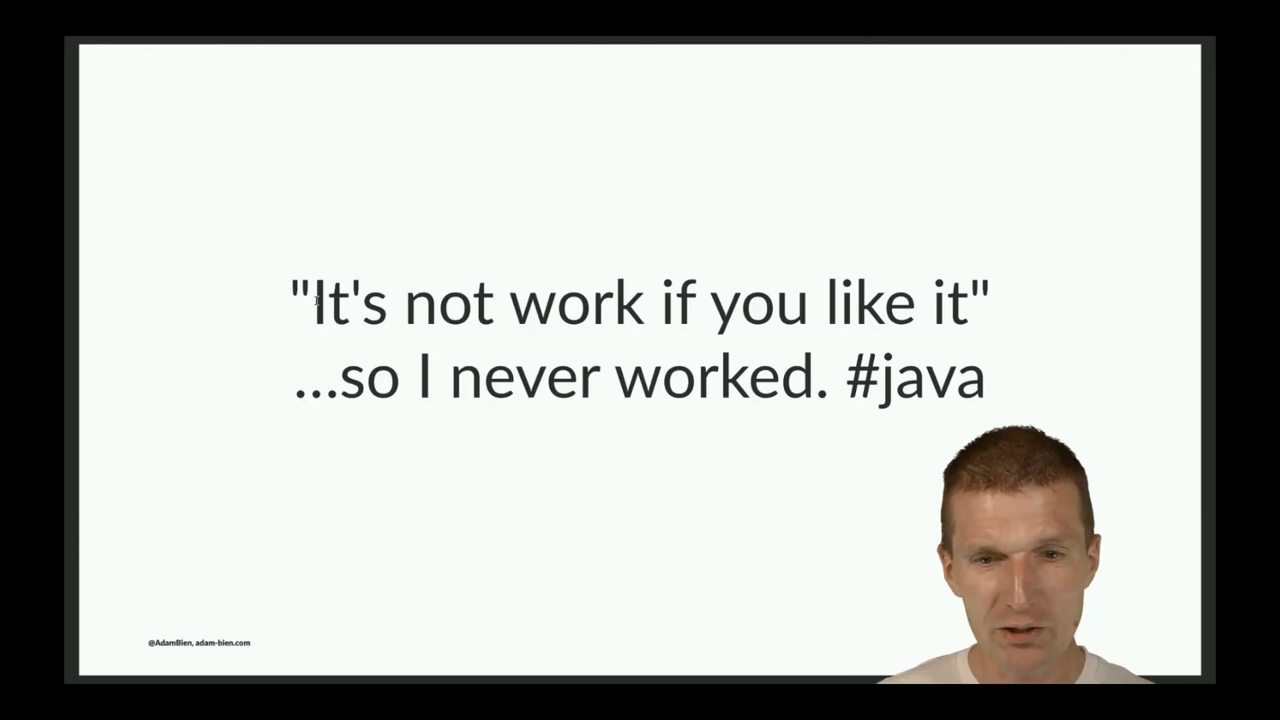 "It's not work if you like it"
...so I never worked. #java
@AdamBien, adam-bien.com